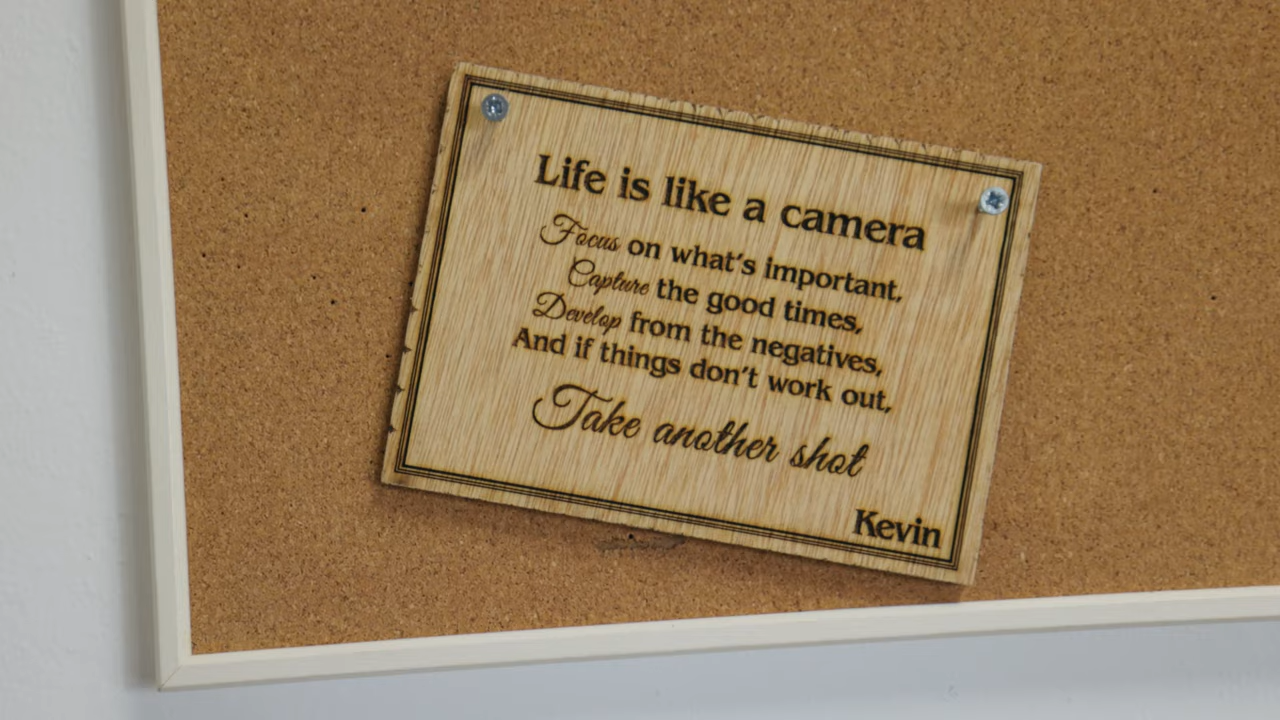 Life is like a camera
Focus on what's important,
Capture the good times,
Develop from the negatives,
And if things don't work out,
Take another shot
Kevin